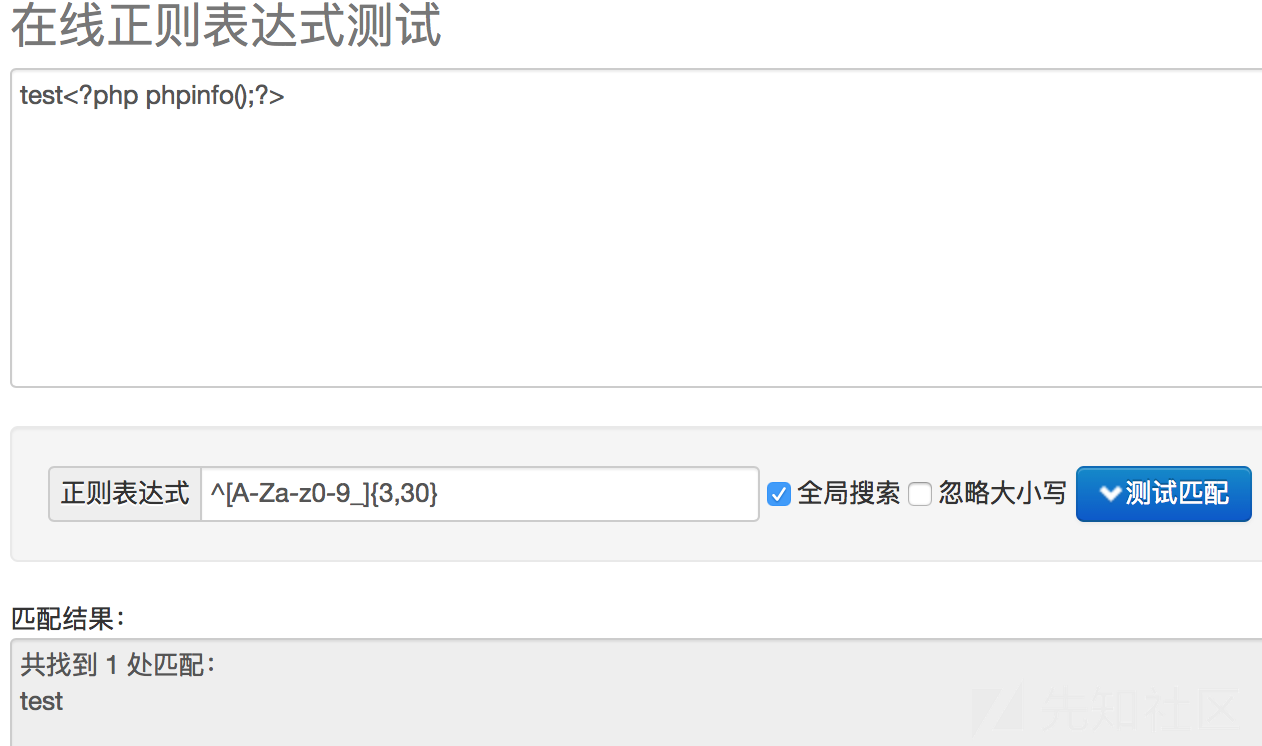 在线正则表达式测试
test<?php phpinfo();?>
正则表达式 ^[A-Za-z0-9_]{3,30} 全局搜索 忽略大小写 测试匹配
匹配结果：
共找到 1 处匹配：
test
先知社区